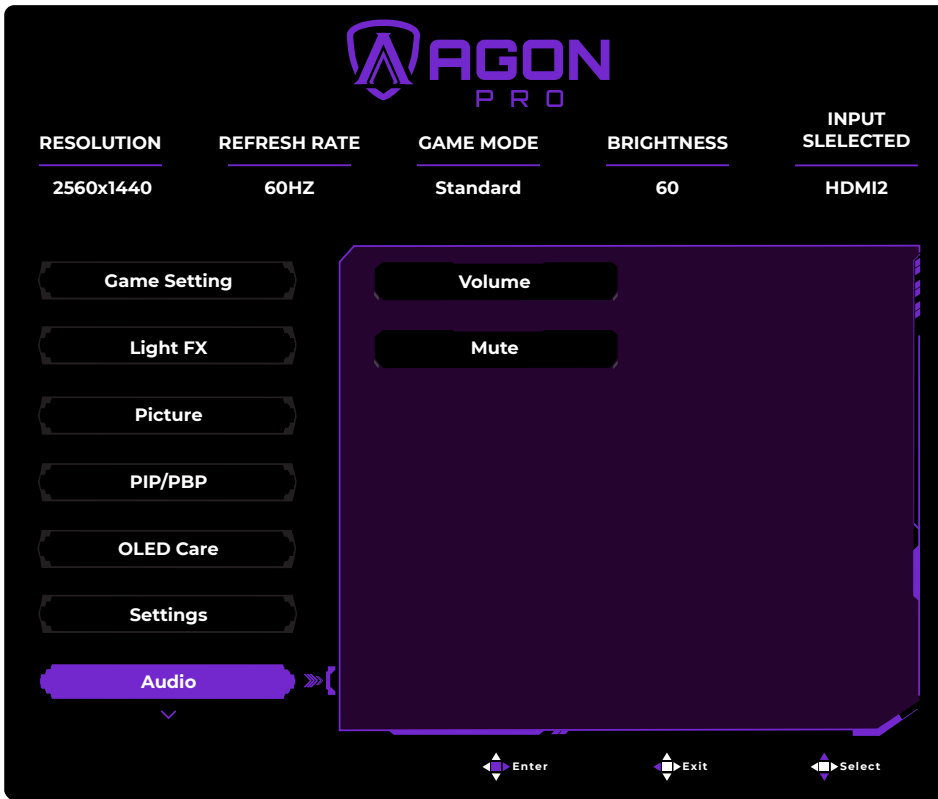 AGON
PRO
RESOLUTION
REFRESH RATE
GAME MODE
BRIGHTNESS
INPUT
SLELECTED
2560x1440
60HZ
Standard
60
HDMI2
Game Setting
Light FX
Picture
PIP/PBP
OLED Care
Settings
Audio
Volume
Mute
Enter
Exit
Select